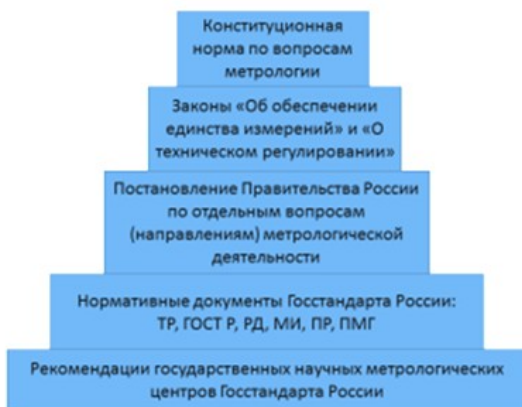 Конституционная
норма по вопросам
метрологии
Законы «Об обеспечении
единства измерений» и «О
техническом регулировании»
Постановление Правительства России
по отдельным вопросам
(направлениям) метрологической
деятельности
Нормативные документы Госстандарта России:
ТР, ГОСТ Р, РД, МИ, ПР, ПМГ
Рекомендации государственных научных метрологических
центров Госстандарта России